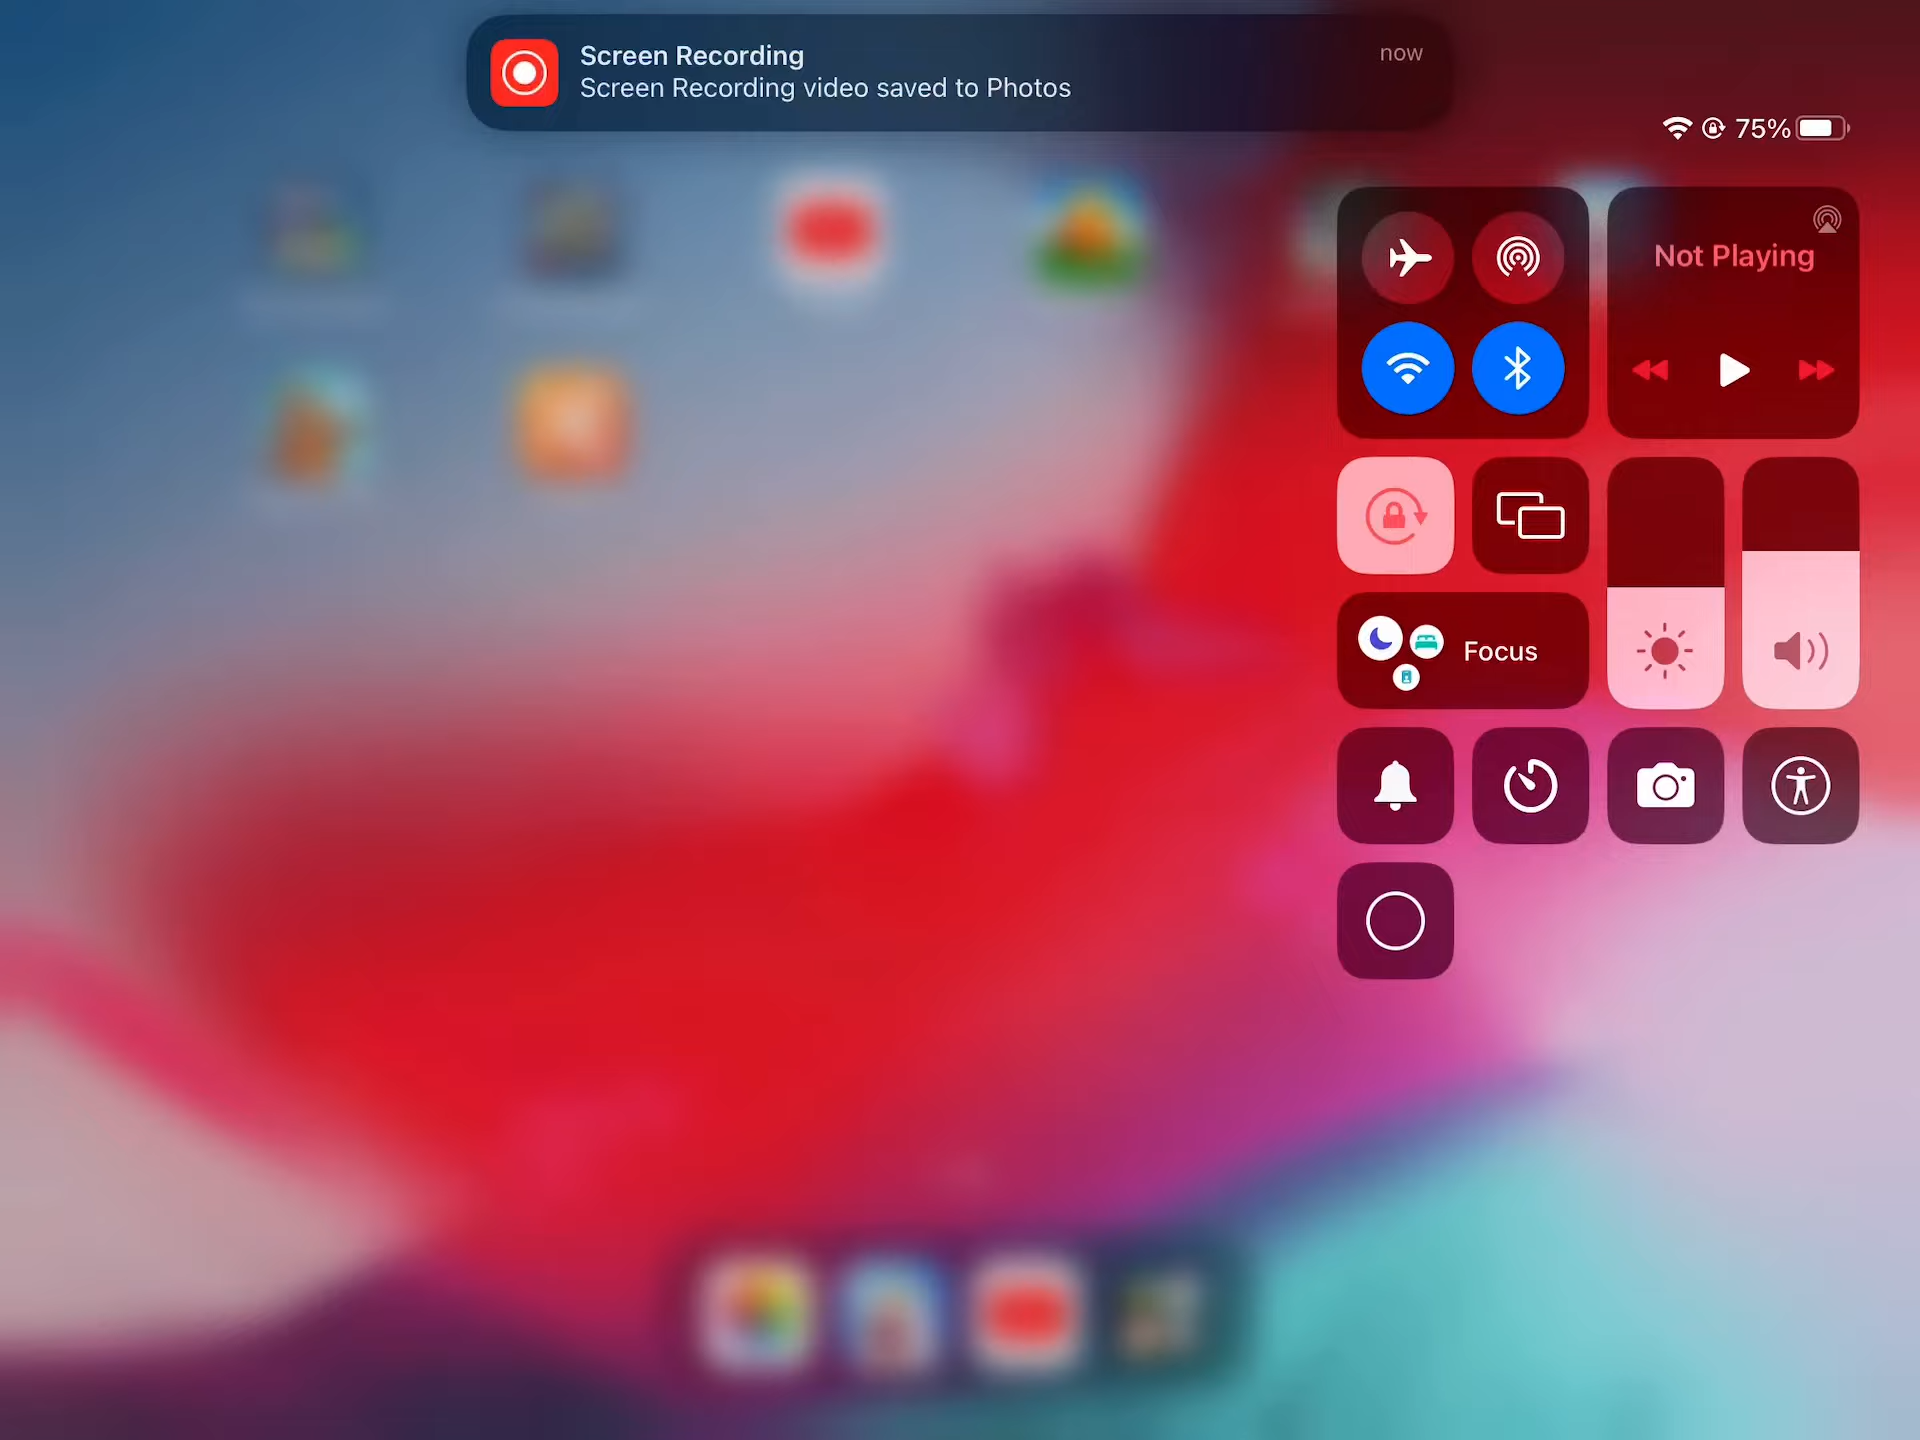 Screen Recording
now
Screen Recording video saved to Photos
75%
Not Playing
Focus